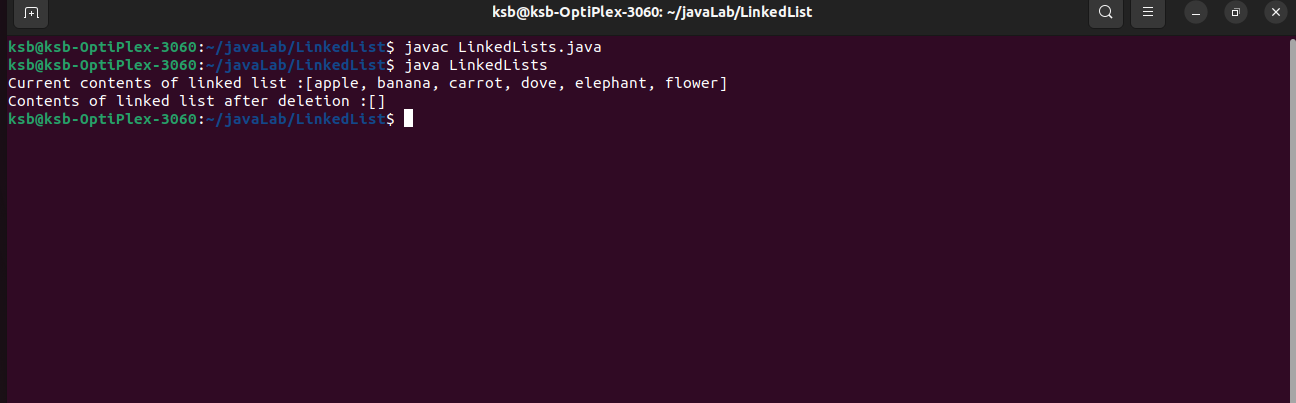 ksb@ksb-OptiPlex-3060: ~/javaLab/LinkedList
ksb@ksb-OptiPlex-3060:~/javaLab/LinkedList$ javac LinkedLists.java
ksb@ksb-OptiPlex-3060:~/javaLab/LinkedList$ java LinkedLists
Current contents of linked list :[apple, banana, carrot, dove, elephant, flower]
Contents of linked list after deletion :[]
ksb@ksb-OptiPlex-3060:~/javaLab/LinkedList$